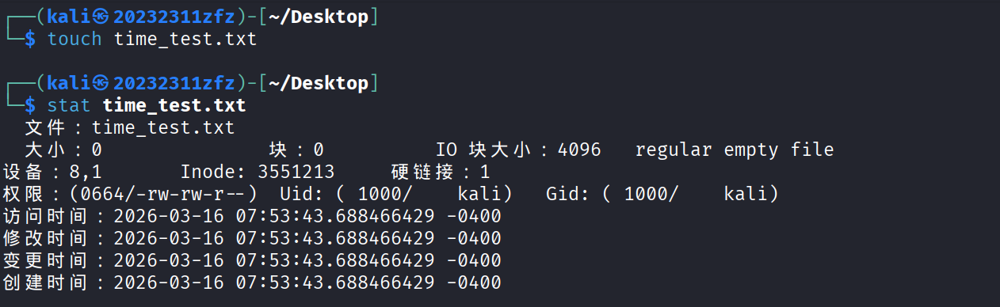 ┌──(kali㉿20232311zfz)-[~/Desktop]
└─$ touch time_test.txt
┌──(kali㉿20232311zfz)-[~/Desktop]
└─$ stat time_test.txt
文件：time_test.txt
大小：0 块：0 IO 块大小：4096 regular empty file
设备：8,1 Inode: 3551213 硬链接：1
权限：(0664/-rw-rw-r--) Uid: ( 1000/ kali) Gid: ( 1000/ kali)
访问时间：2026-03-16 07:53:43.688466429 -0400
修改时间：2026-03-16 07:53:43.688466429 -0400
变更时间：2026-03-16 07:53:43.688466429 -0400
创建时间：2026-03-16 07:53:43.688466429 -0400